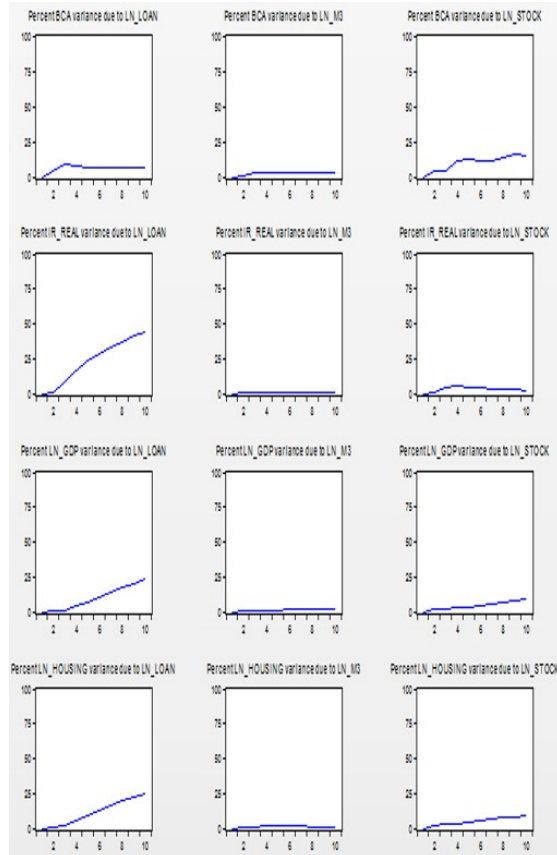 Percent BCA variance due to LN_LOAN
100
75
50
25
0
2 4 6 8 10
Percent BCA variance due to LN_M3
100
75
50
25
0
2 4 6 8 10
Percent BCA variance due to LN_STOCK
100
75
50
25
0
2 4 6 8 10
Percent IR_REAL variance due to LN_LOAN
100
75
50
25
0
2 4 6 8 10
Percent IR_REAL variance due to LN_M3
100
75
50
25
0
2 4 6 8 10
Percent IR_REAL variance due to LN_STOCK
100
75
50
25
0
2 4 6 8 10
Percent LN_GDP variance due to LN_LOAN
100
75
50
25
0
2 4 6 8 10
Percent LN_GDP variance due to LN_M3
100
75
50
25
0
2 4 6 8 10
Percent LN_GDP variance due to LN_STOCK
100
75
50
25
0
2 4 6 8 10
Percent LN_HOUSING variance due to LN_LOAN
100
75
50
25
0
2 4 6 8 10
Percent LN_HOUSING variance due to LN_M3
100
75
50
25
0
2 4 6 8 10
Percent LN_HOUSING variance due to LN_STOCK
100
75
50
25
0
2 4 6 8 10